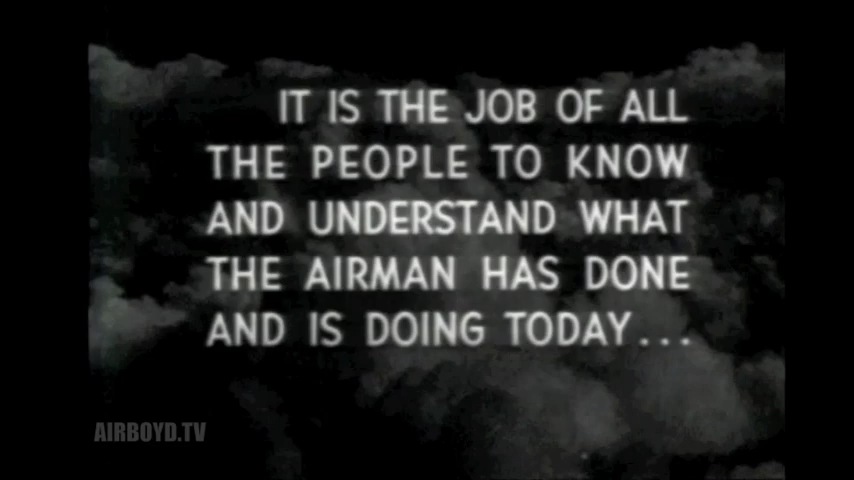 IT IS THE JOB OF ALL
THE PEOPLE TO KNOW
AND UNDERSTAND WHAT
THE AIRMAN HAS DONE
AND IS DOING TODAY...
AIRBOYD.TV